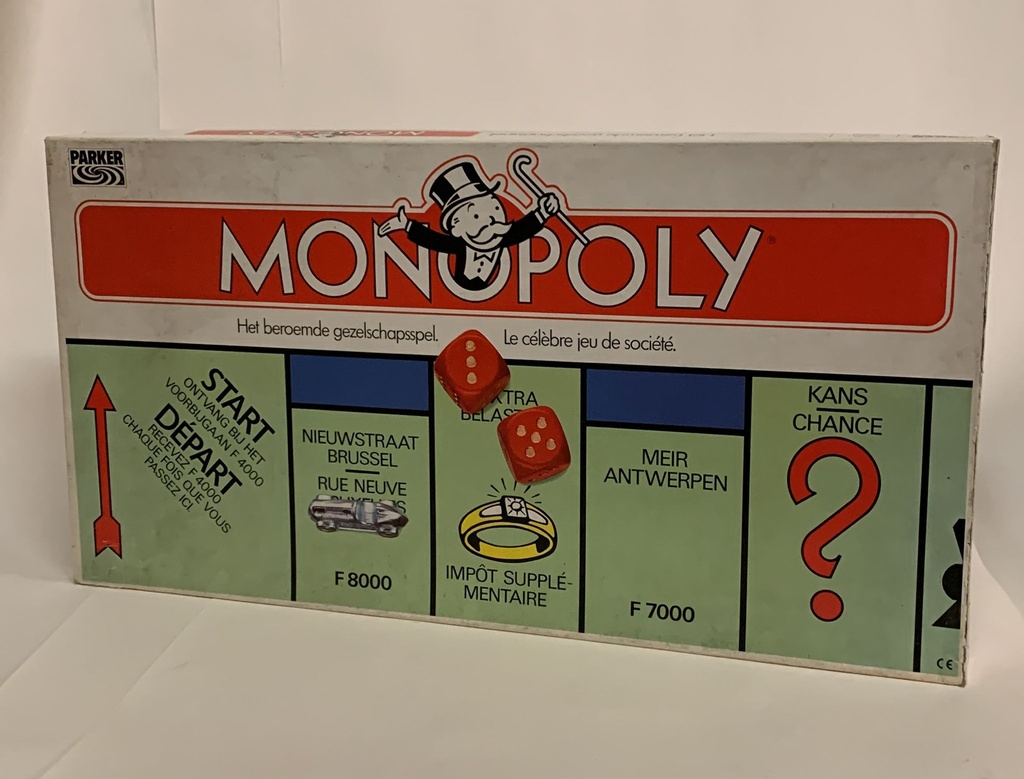 PARKER
MONOPOLY
Het beroemde gezelschapsspel.
Le célèbre jeu de société.
START
ONTVANG BIJ HET
VOORBIJGAAN F 4000
DÉPART
RECEVEZ F 4000
CHAQUE FOIS QUE VOUS
PASSEZ ICI.
NIEUWSTRAAT
BRUSSEL
RUE NEUVE
F 8000
IMPÔT SUPPLÉ-
MENTAIRE
MEIR
ANTWERPEN
F 7000
KANS
CHANCE
CE